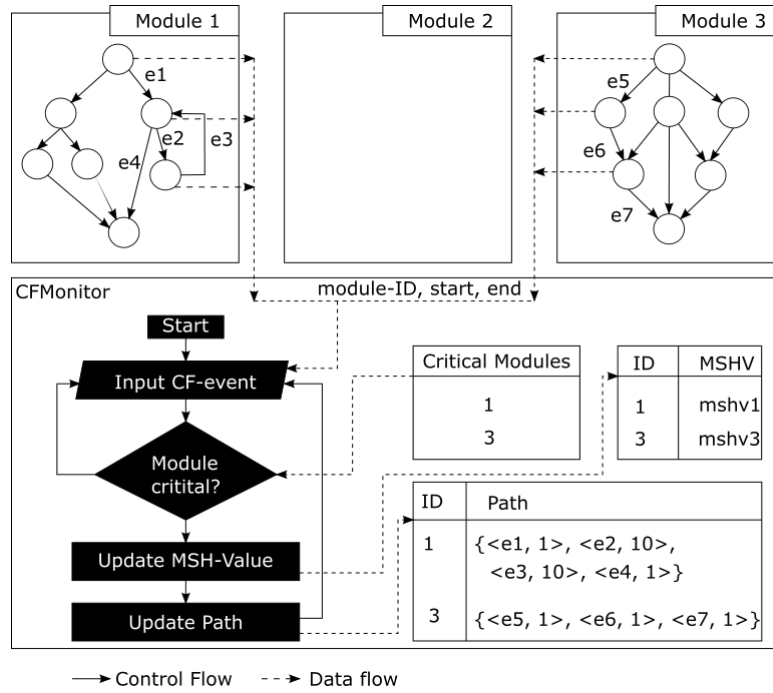 Module 1
Module 2
Module 3
e1
e2
e3
e4
e5
e6
e7
CFMonitor
module-ID, start, end
Start
Input CF-event
Module
critital?
Update MSH-Value
Update Path
Critical Modules
1
3
ID MSHV
1 mshv1
3 mshv3
ID Path
1 {<e1, 1>, <e2, 10>,
<e3, 10>, <e4, 1>}
3 {<e5, 1>, <e6, 1>, <e7, 1>}
Control Flow
Data flow